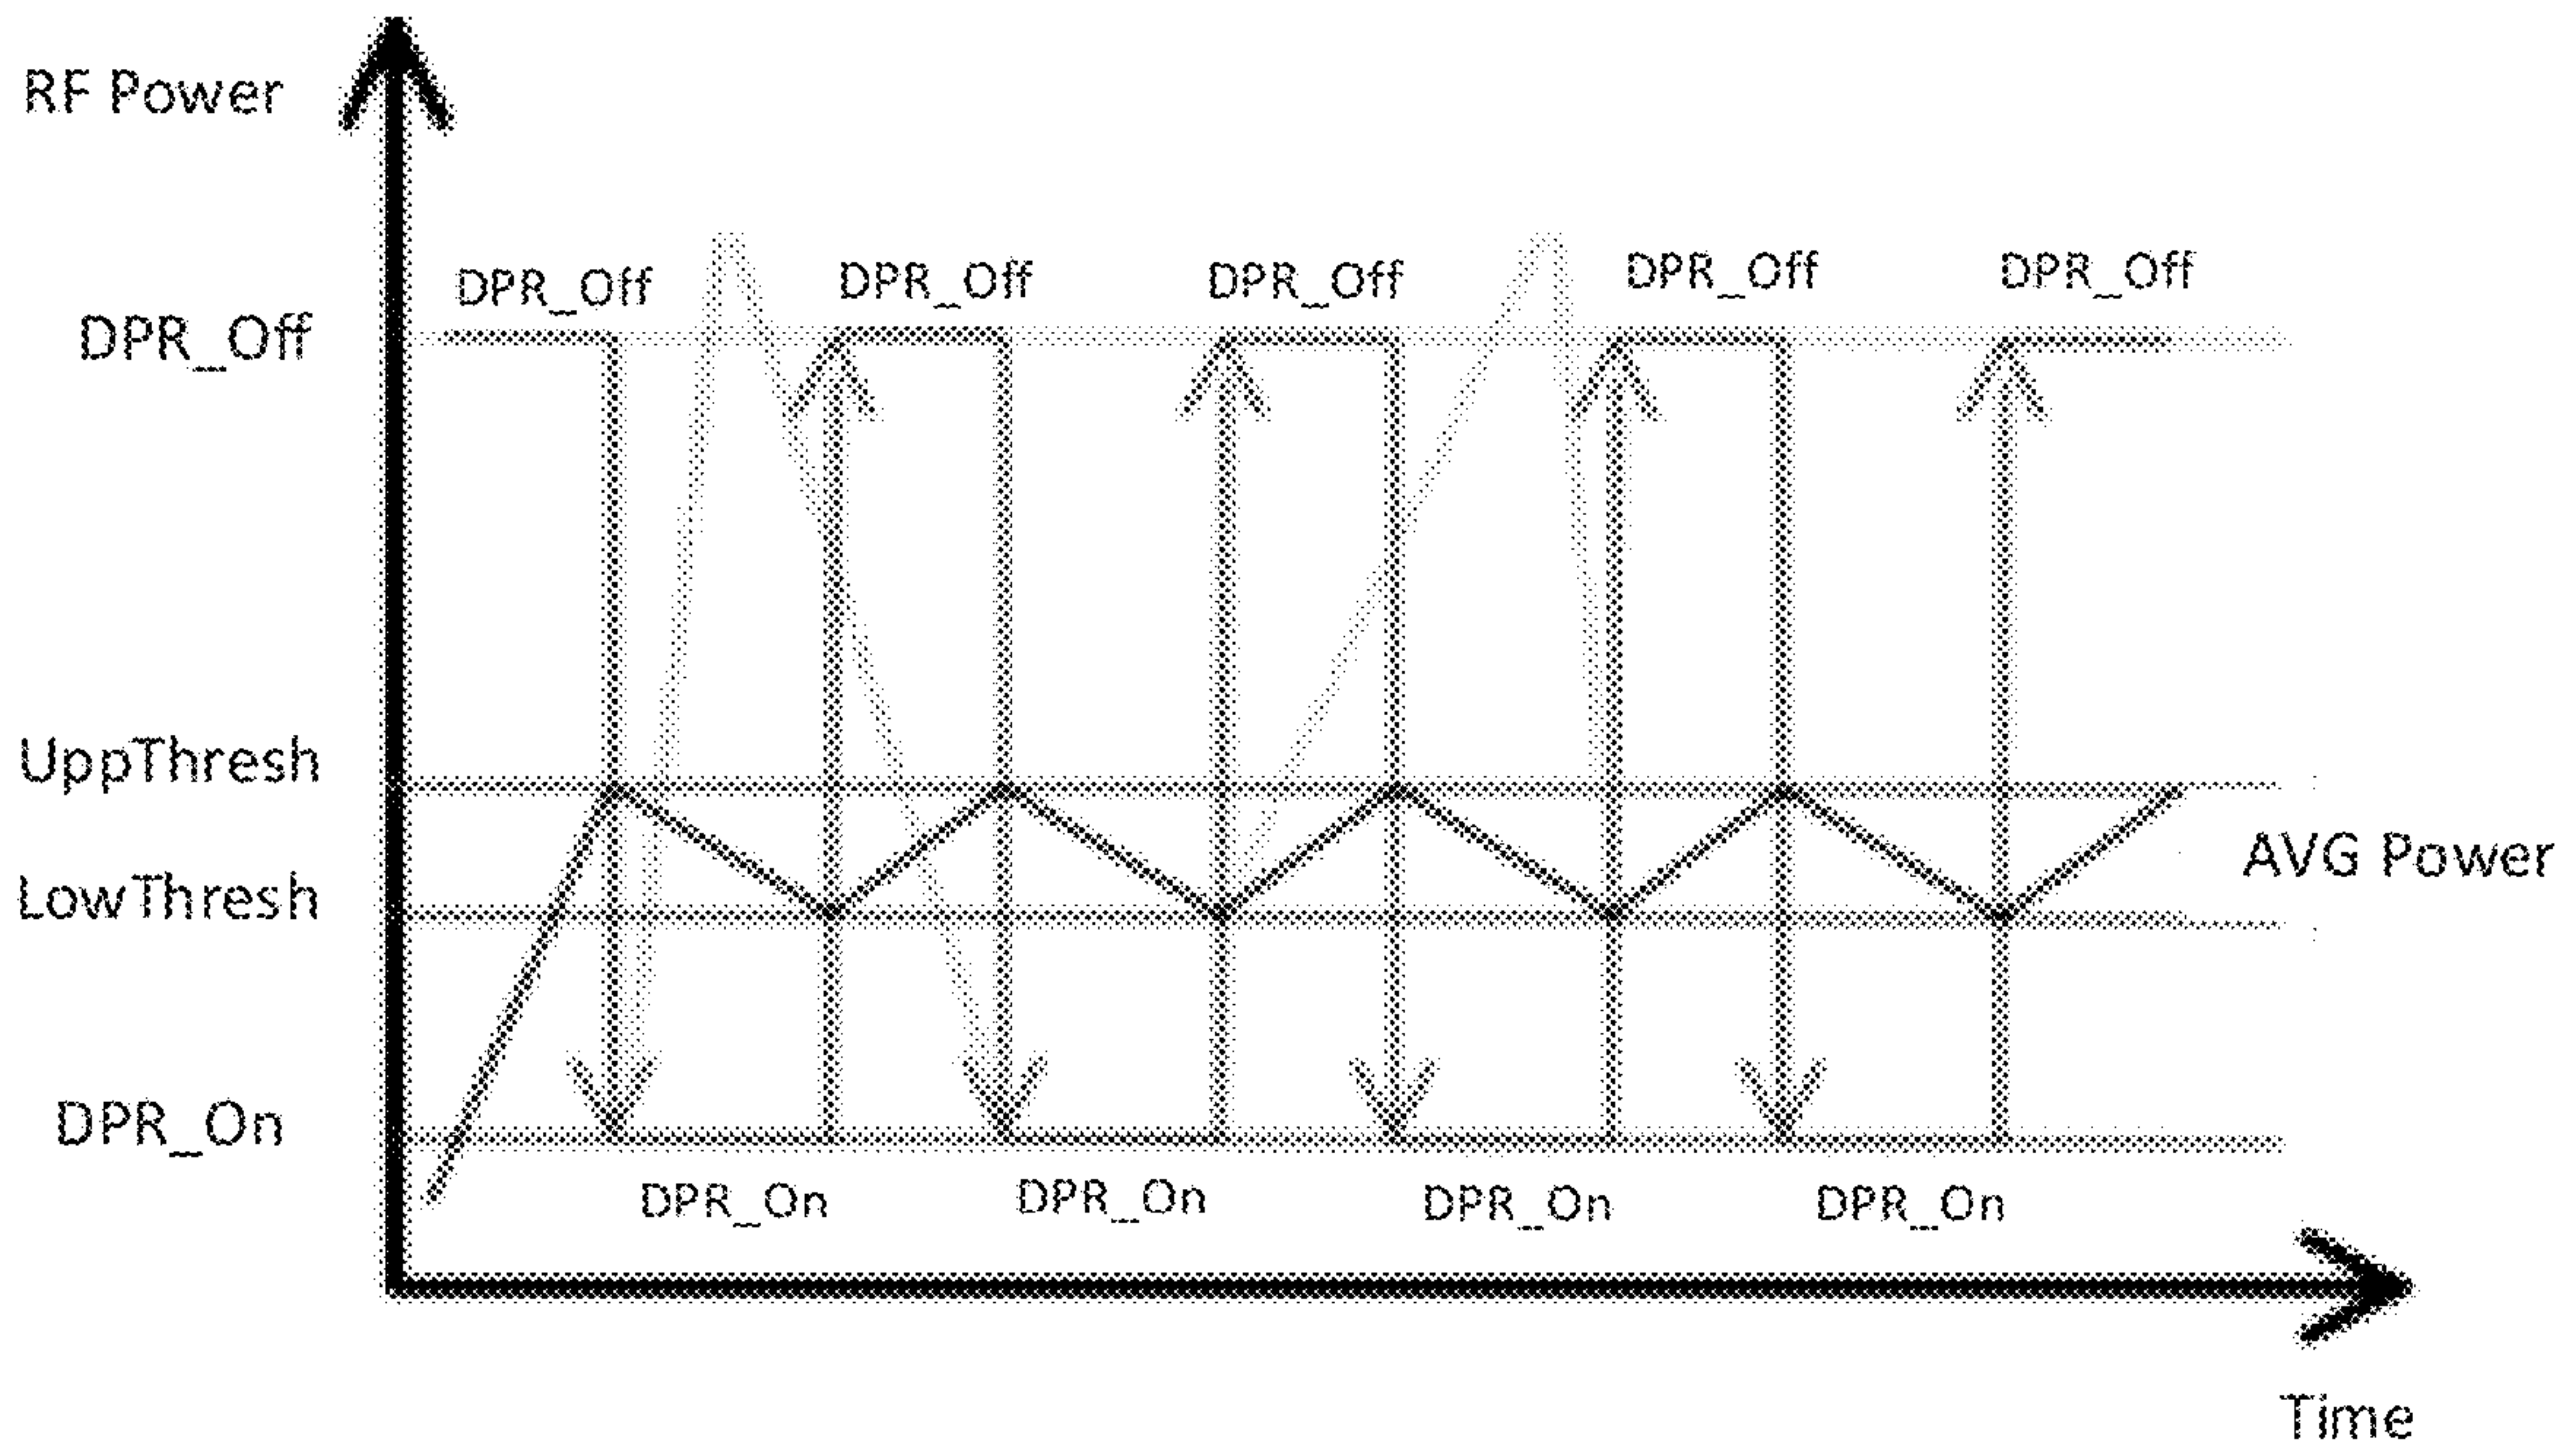 RF Power
DPR_Off DPR_Off DPR_Off DPR_Off DPR_Off
DPR_Off
UppThresh
AVG Power
LowThresh
DPR_On
DPR_On DPR_On DPR_On DPR_On
Time